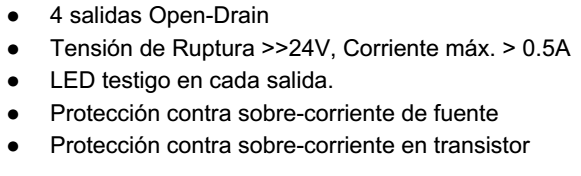 ● 4 salidas Open-Drain
● Tensión de Ruptura >>24V, Corriente máx. > 0.5A
● LED testigo en cada salida.
● Protección contra sobre-corriente de fuente
● Protección contra sobre-corriente en transistor